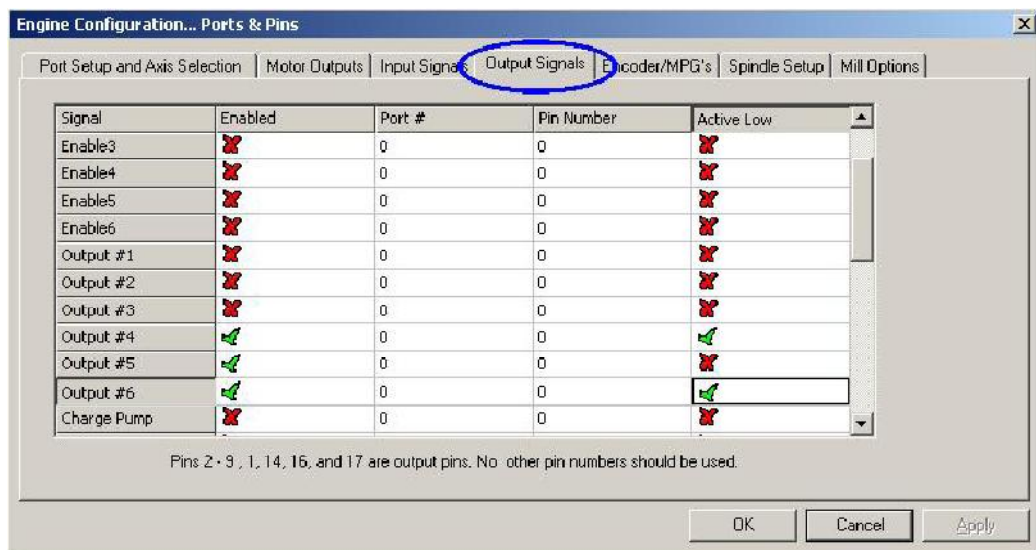 Engine Configuration... Ports & Pins
Port Setup and Axis Selection Motor Outputs Input Signals Output Signals Encoder/MPG's Spindle Setup Mill Options
Signal Enabled Port # Pin Number Active Low
Enable3 0 0
Enable4 0 0
Enable5 0 0
Enable6 0 0
Output #1 0 0
Output #2 0 0
Output #3 0 0
Output #4 0 0
Output #5 0 0
Output #6 0 0
Charge Pump 0 0
Pins 2 - 9 , 1, 14, 16, and 17 are output pins. No other pin numbers should be used.
OK Cancel Apply